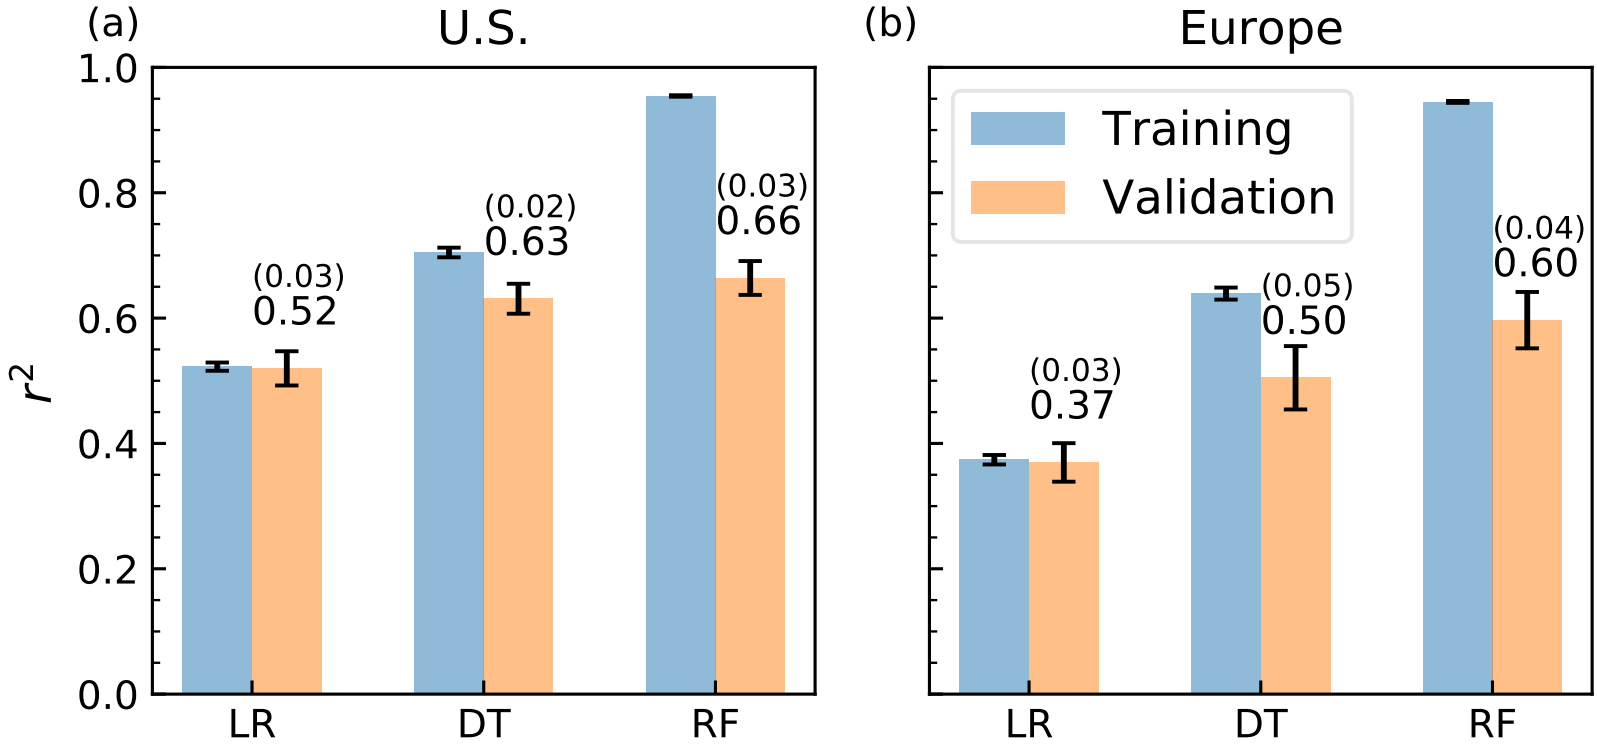 (a)
U.S.
(b)
Europe
r²
1.0
0.8
0.6
0.4
0.2
0.0
(0.03)
0.52
(0.02)
0.63
(0.03)
0.66
LR
DT
RF
Training
Validation
(0.03)
0.37
(0.05)
0.50
(0.04)
0.60
LR
DT
RF